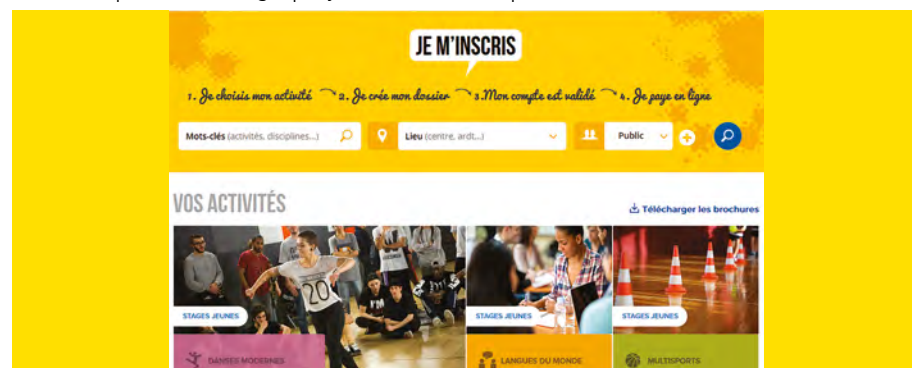 JE M'INSCRIS
1. Je choisis mon activité 2. Je crée mon dossier 3. Mon compte est validé 4. Je paye en ligne
Mots-clés (activités, disciplines...) Lieu (centre, ardt...) Public
VOS ACTIVITÉS
Télécharger les brochures
20
STAGES JEUNES STAGES JEUNES STAGES JEUNES
DANSES MODERNES LANGUES DU MONDE MULTISPORTS